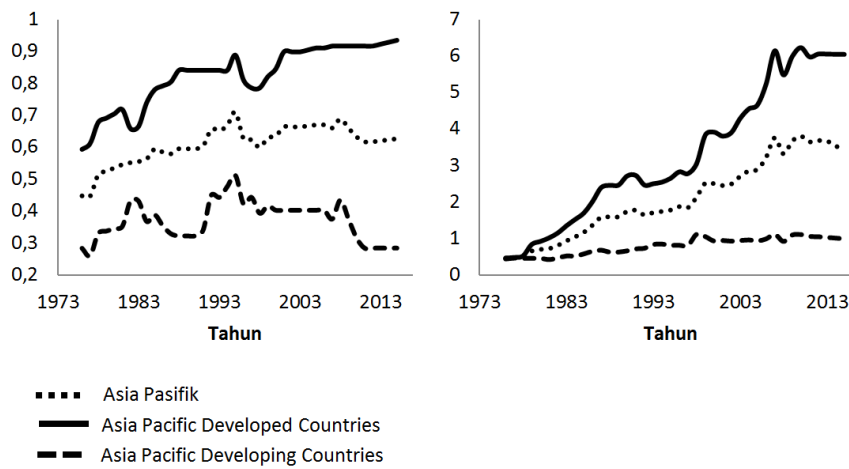 1
0,9
0,8
0,7
0,6
0,5
0,4
0,3
0,2
1973 1983 1993 2003 2013
Tahun
7
6
5
4
3
2
1
0
1973 1983 1993 2003 2013
Tahun
Asia Pasifik
Asia Pacific Developed Countries
Asia Pacific Developing Countries